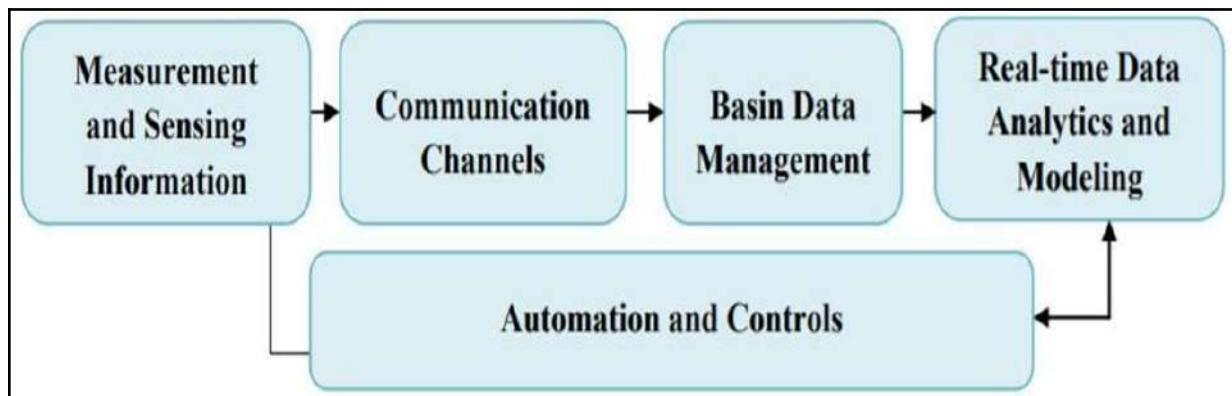 Measurement
and Sensing
Information
Communication
Channels
Basin Data
Management
Real-time Data
Analytics and
Modeling
Automation and Controls